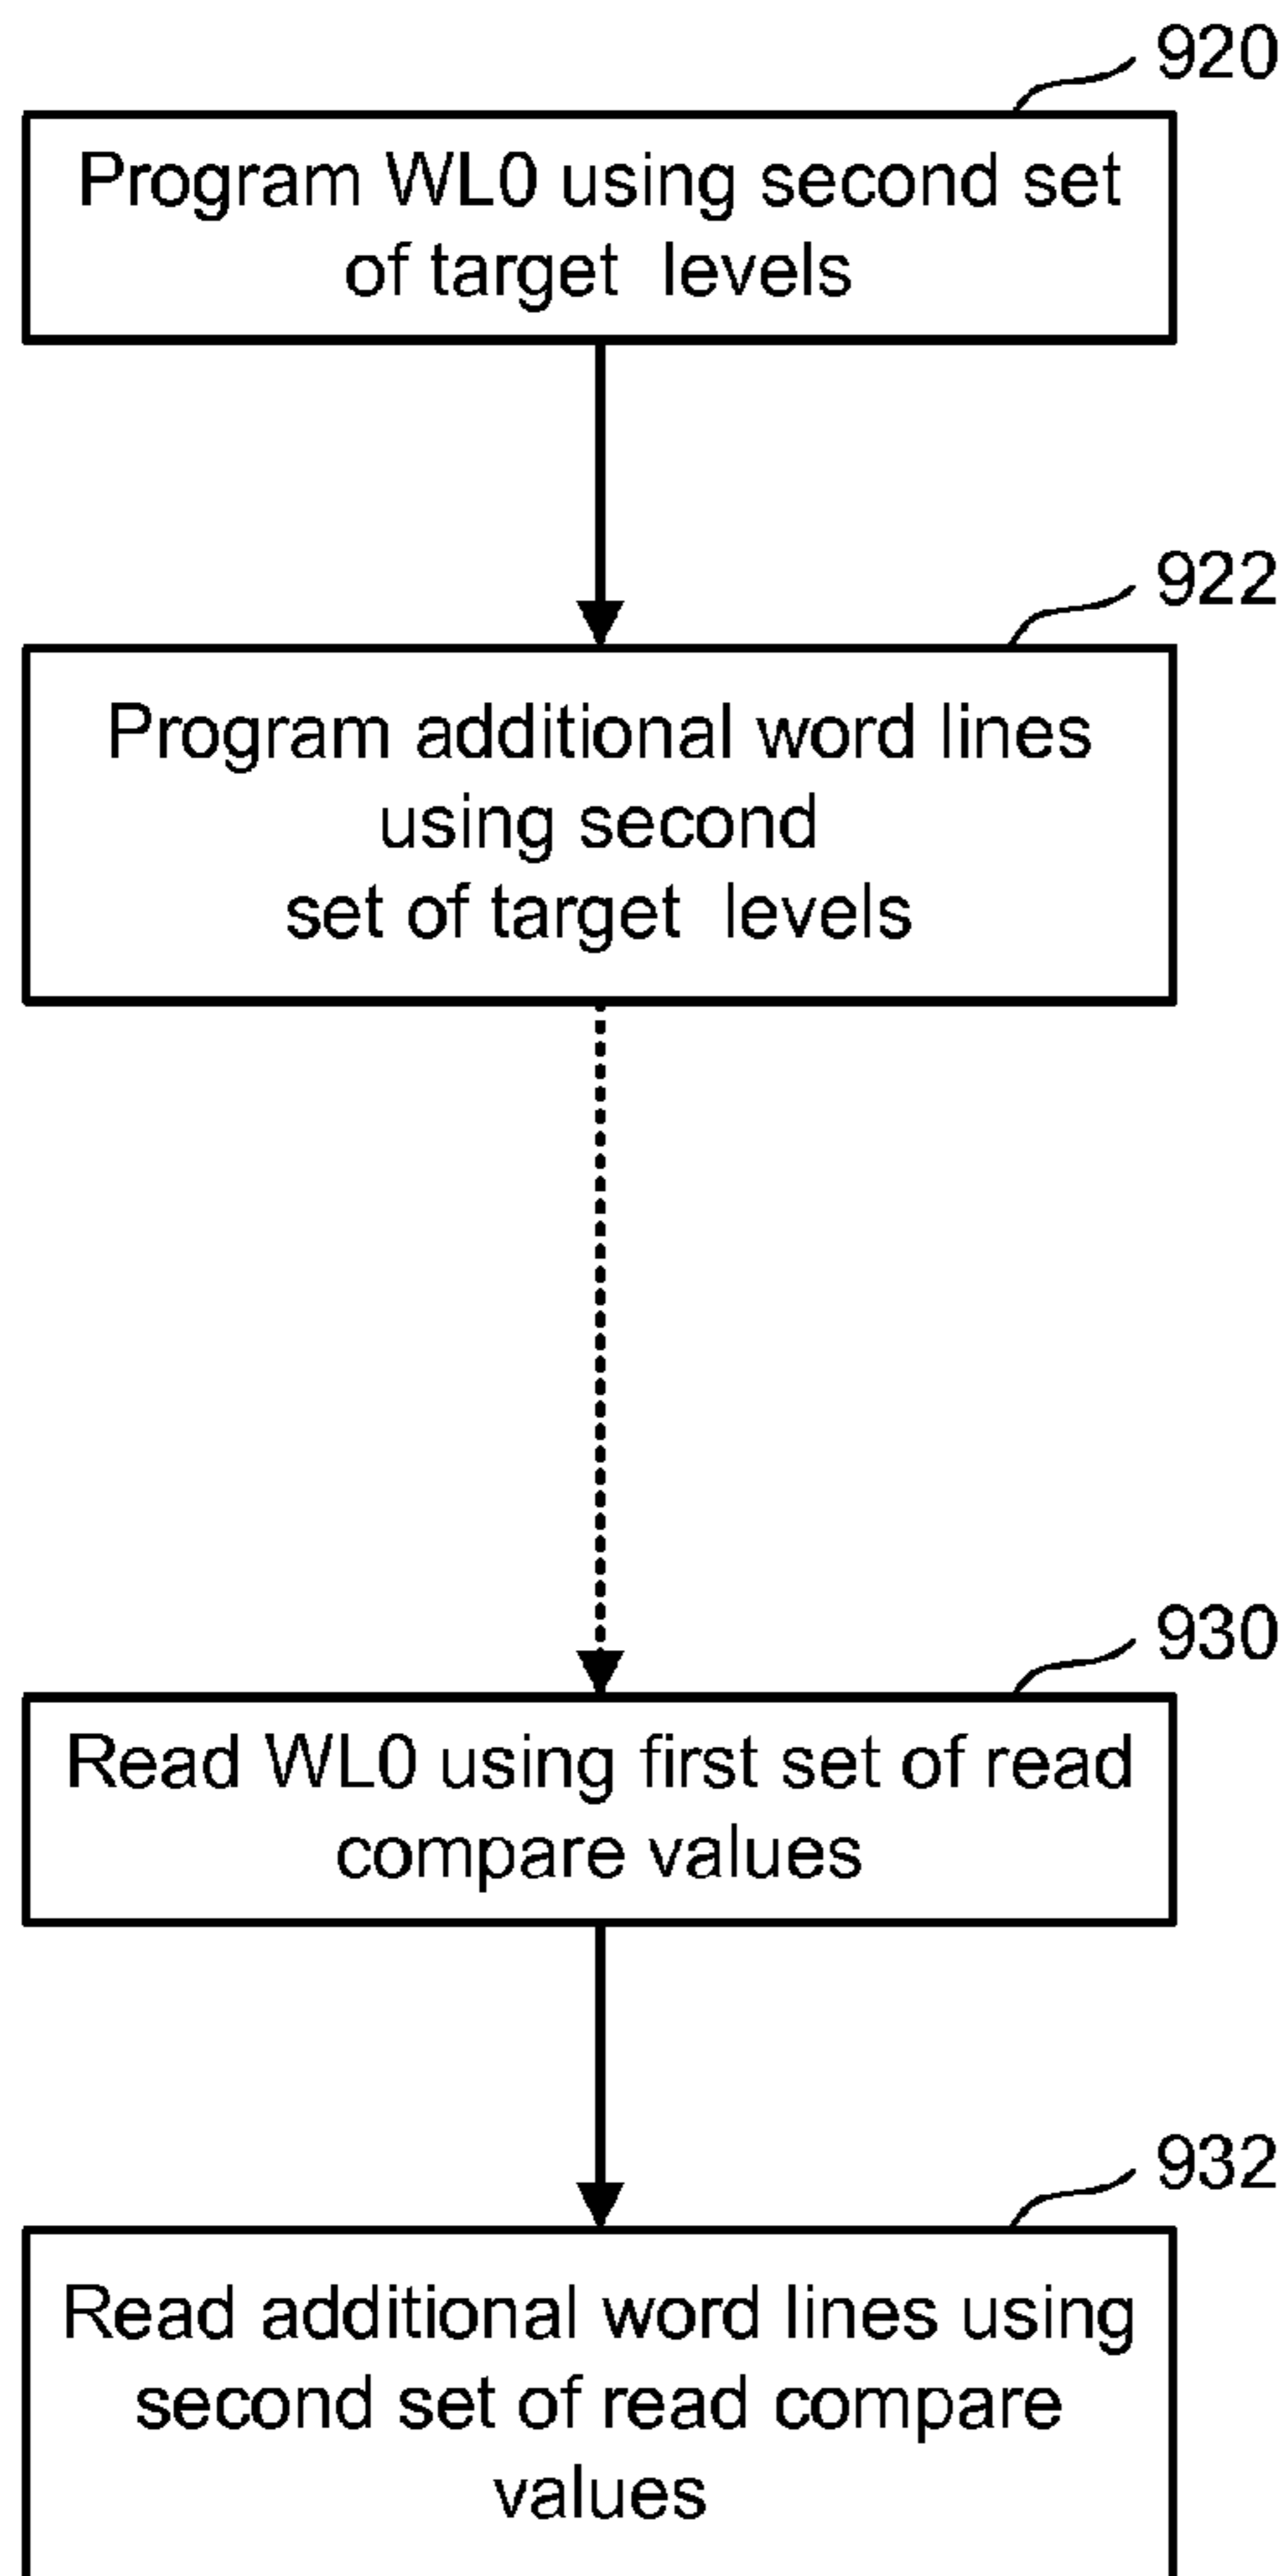 920
Program WL0 using second set
of target levels
922
Program additional word lines
using second
set of target levels
930
Read WL0 using first set of read
compare values
932
Read additional word lines using
second set of read compare
values